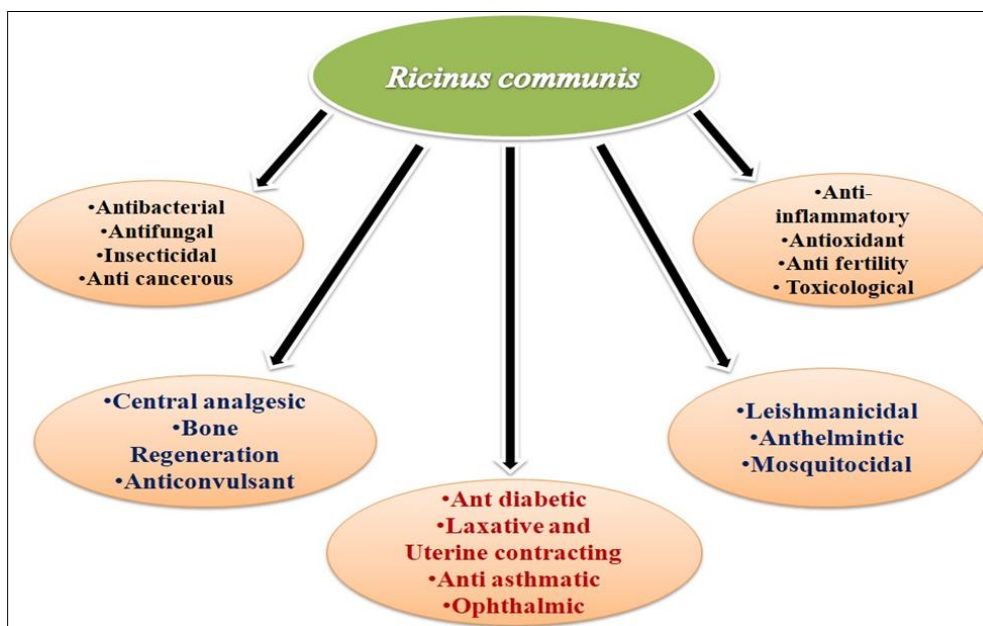 Ricinus communis
•Antibacterial
•Antifungal
•Insecticidal
•Anti cancerous
•Anti-
inflammatory
•Antioxidant
•Anti fertility
• Toxicological
•Central analgesic
•Bone
Regeneration
•Anticonvulsant
•Leishmanicidal
•Anthelmintic
•Mosquitocidal
•Ant diabetic
•Laxative and
Uterine contracting
•Anti asthmatic
•Ophthalmic